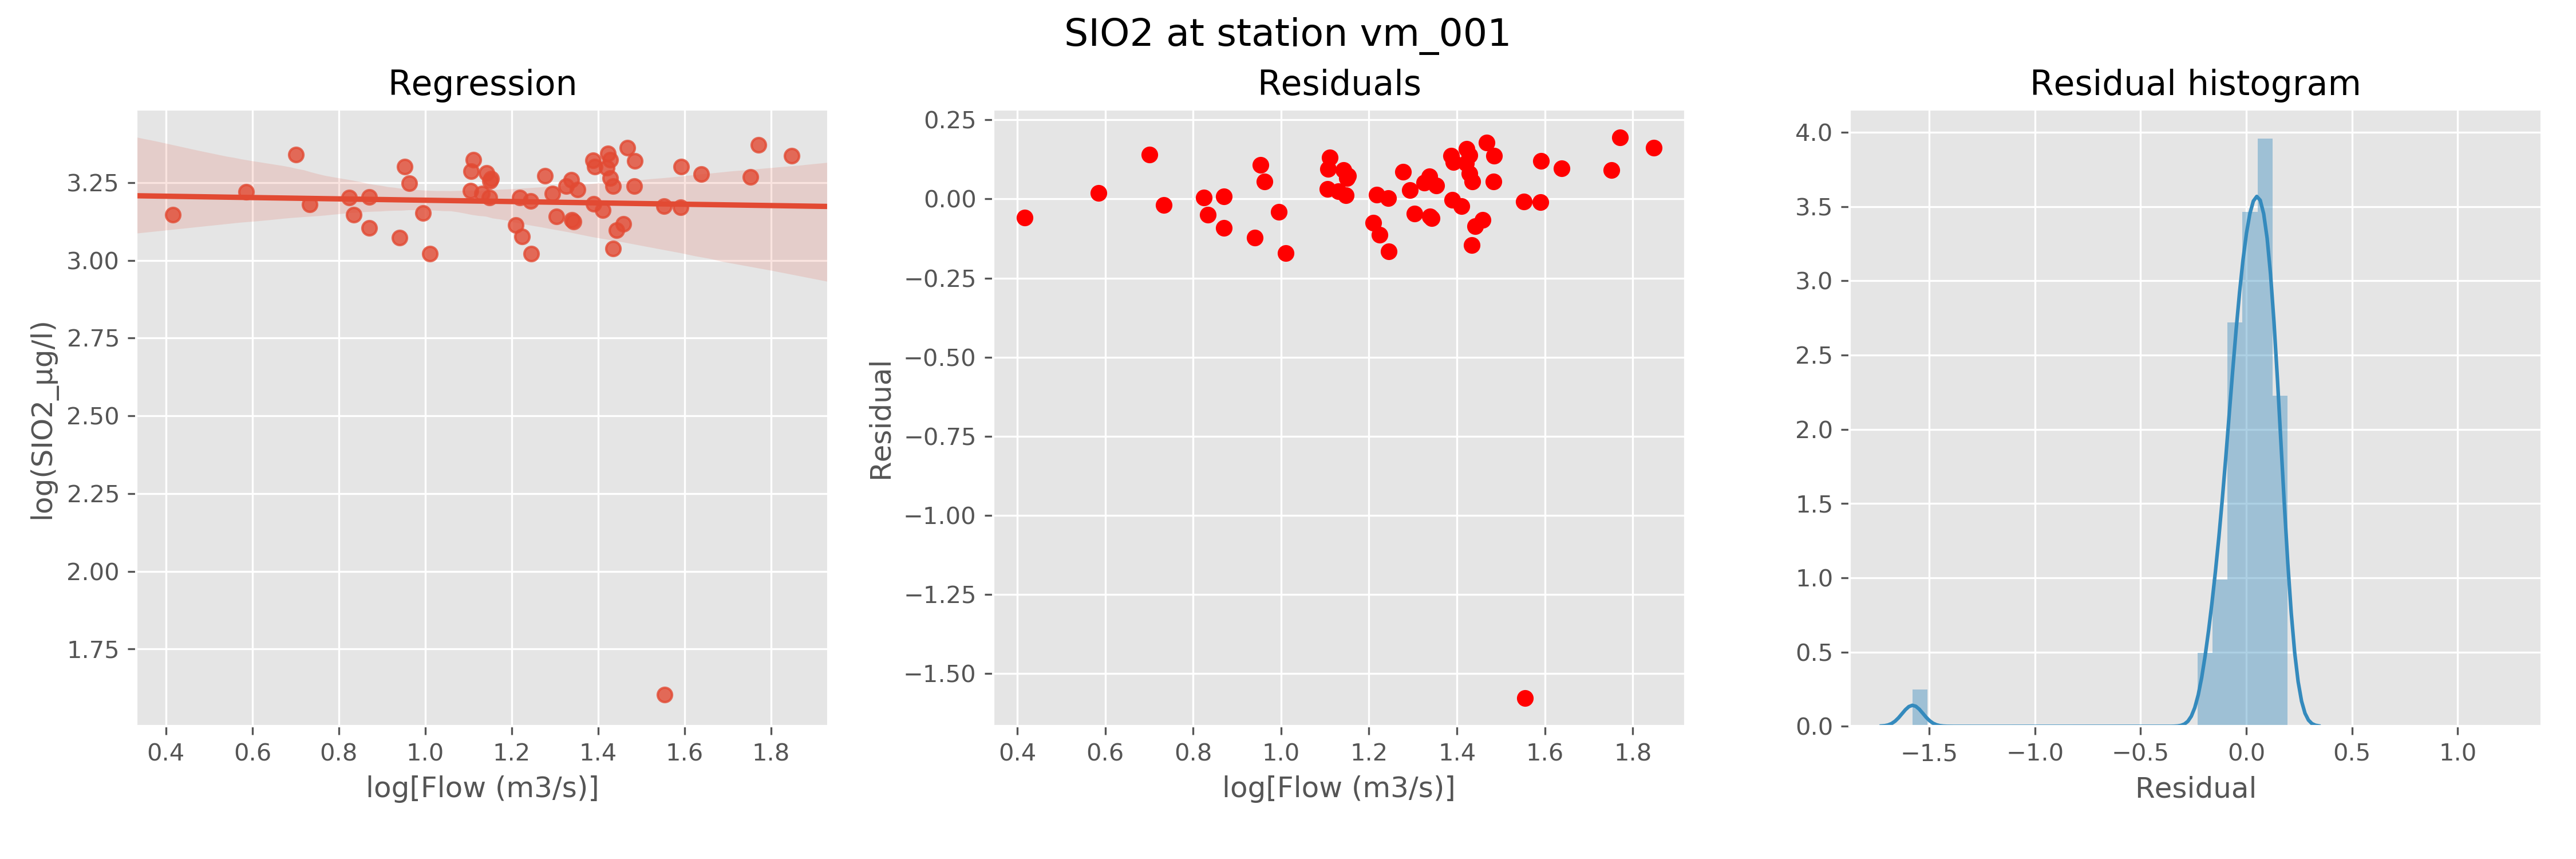 SIO2 at station vm_001
Regression
3.25
3.00
2.75
2.50
2.25
2.00
1.75
log(SIO2_µg/l)
0.4 0.6 0.8 1.0 1.2 1.4 1.6 1.8
log[Flow (m3/s)]
Residuals
0.25
0.00
−0.25
−0.50
−0.75
−1.00
−1.25
−1.50
Residual
0.4 0.6 0.8 1.0 1.2 1.4 1.6 1.8
log[Flow (m3/s)]
Residual histogram
4.0
3.5
3.0
2.5
2.0
1.5
1.0
0.5
0.0
−1.5 −1.0 −0.5 0.0 0.5 1.0
Residual